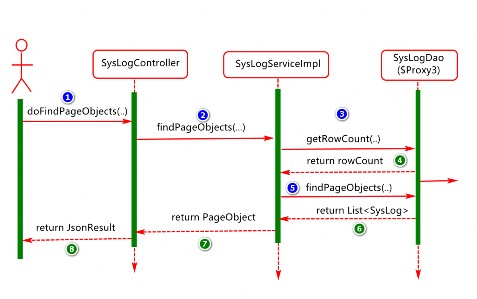 SysLogController
SysLogServiceImpl
SysLogDao
($Proxy3)
1
doFindPageObjects(..)
2
findPageObjects(...)
3
getRowCount(..)
return rowCount
4
5
findPageObjects(..)
return List<SysLog>
6
return PageObject
7
return JsonResult
8